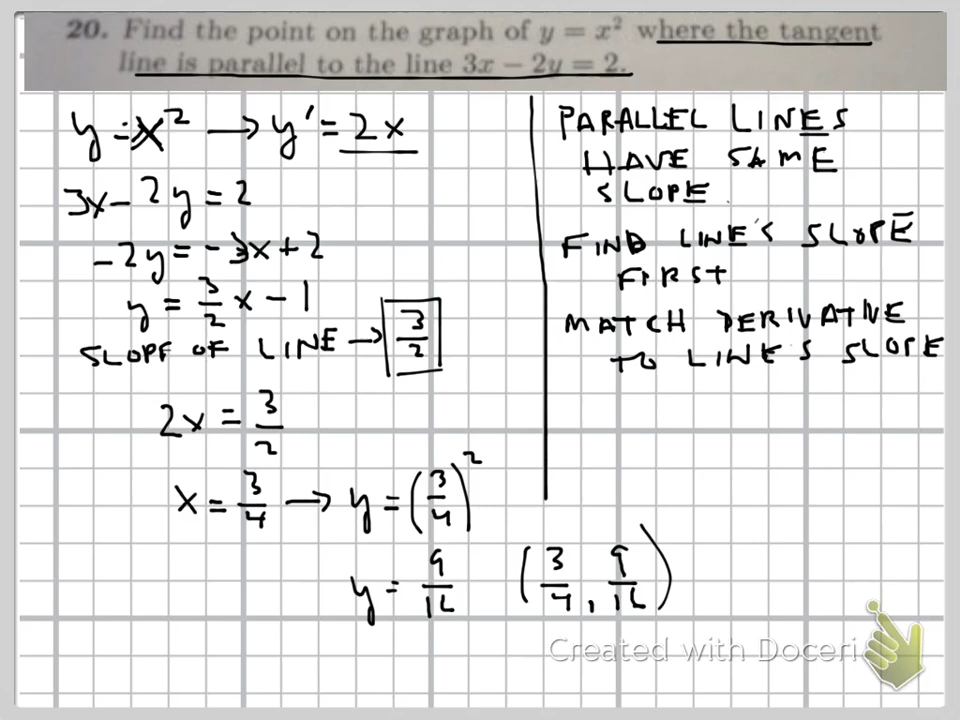 20. Find the point on the graph of y = x² where the tangent
line is parallel to the line 3x − 2y = 2.
y = x² → y' = 2x
3x − 2y = 2
−2y = −3x + 2
y = 3/2 x − 1
SLOPE OF LINE → 3/2
2x = 3/2
x = 3/4 → y = (3/4)²
y = 9/16 (3/4, 9/16)
PARALLEL LINES
HAVE SAME
SLOPE
FIND LINE'S SLOPE
FIRST
MATCH DERIVATIVE
TO LINE'S SLOPE
Created with Doceri